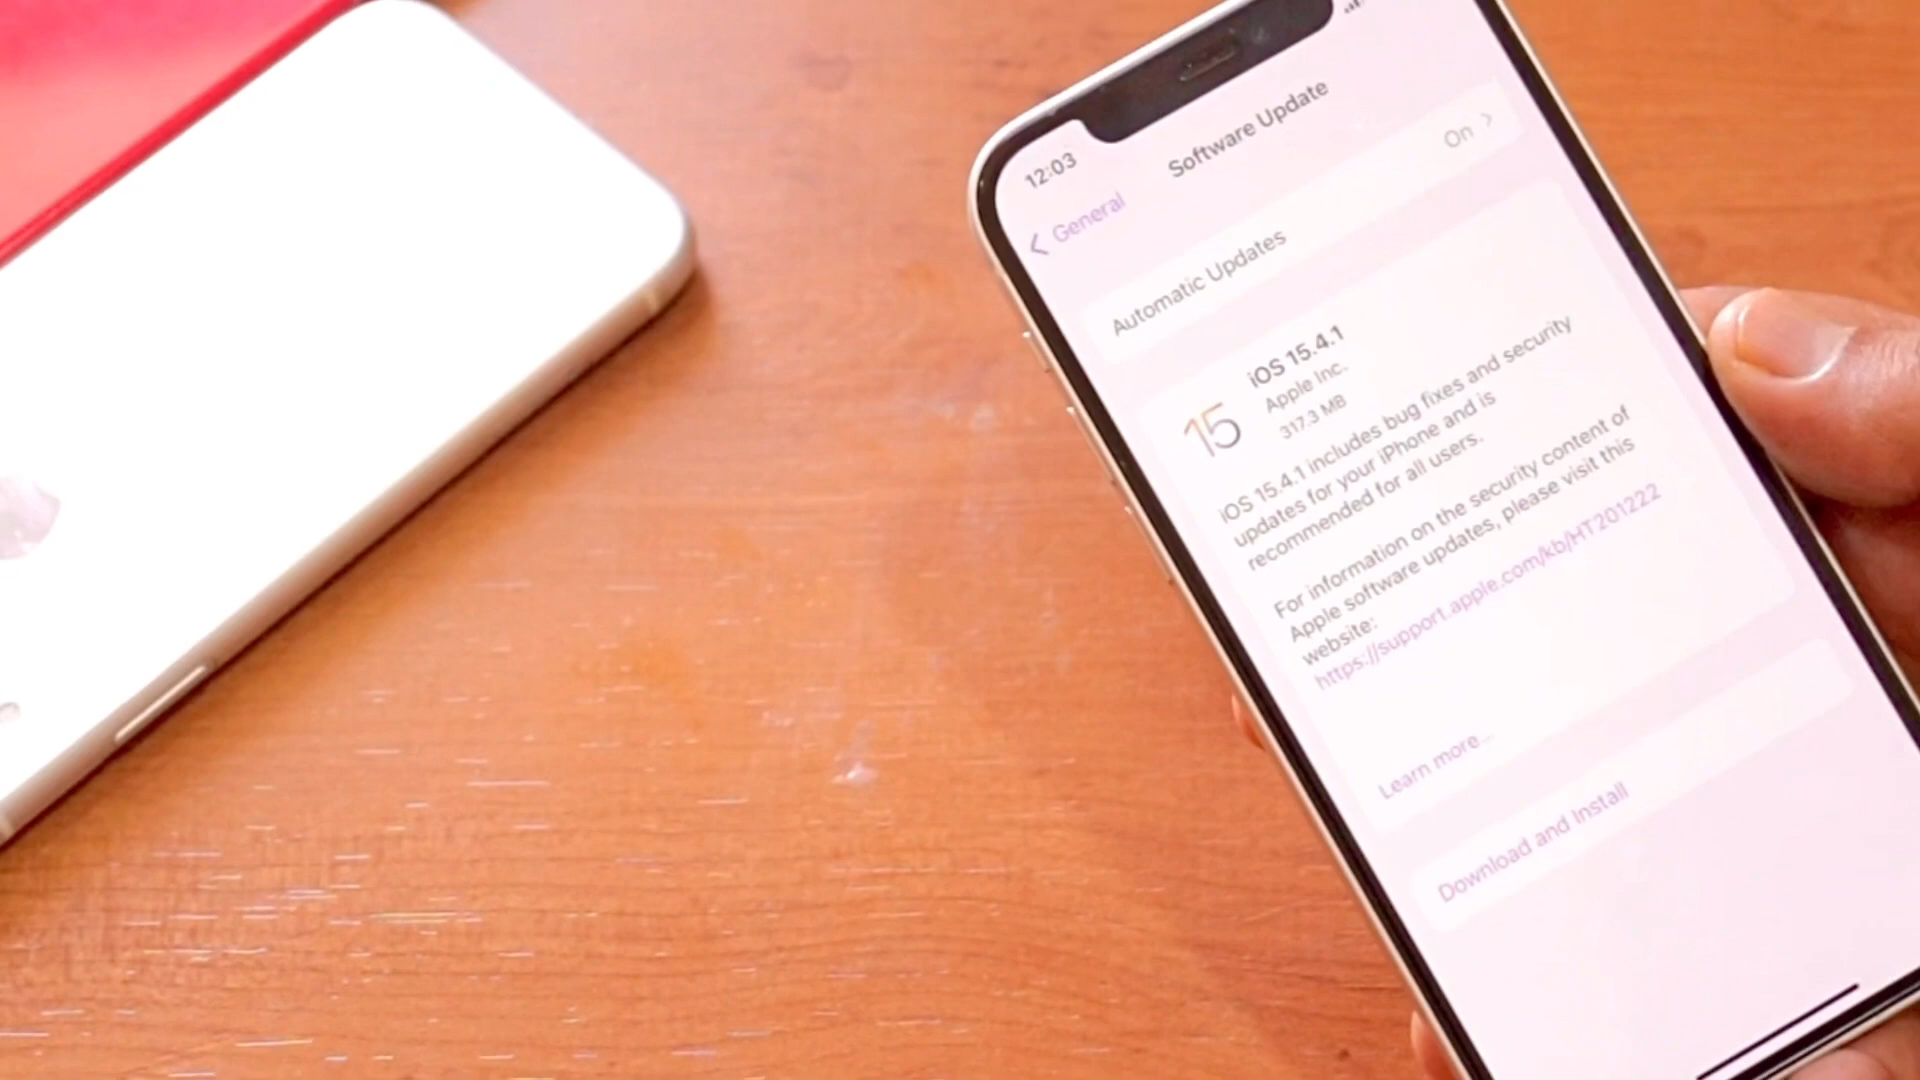 12:03
General
Software Update
Automatic Updates
On
15
iOS 15.4.1
Apple Inc.
317.3 MB
iOS 15.4.1 includes bug fixes and security
updates for your iPhone and is
recommended for all users.
For information on the security content of
Apple software updates, please visit this
website:
https://support.apple.com/kb/HT201222
Learn more...
Download and Install